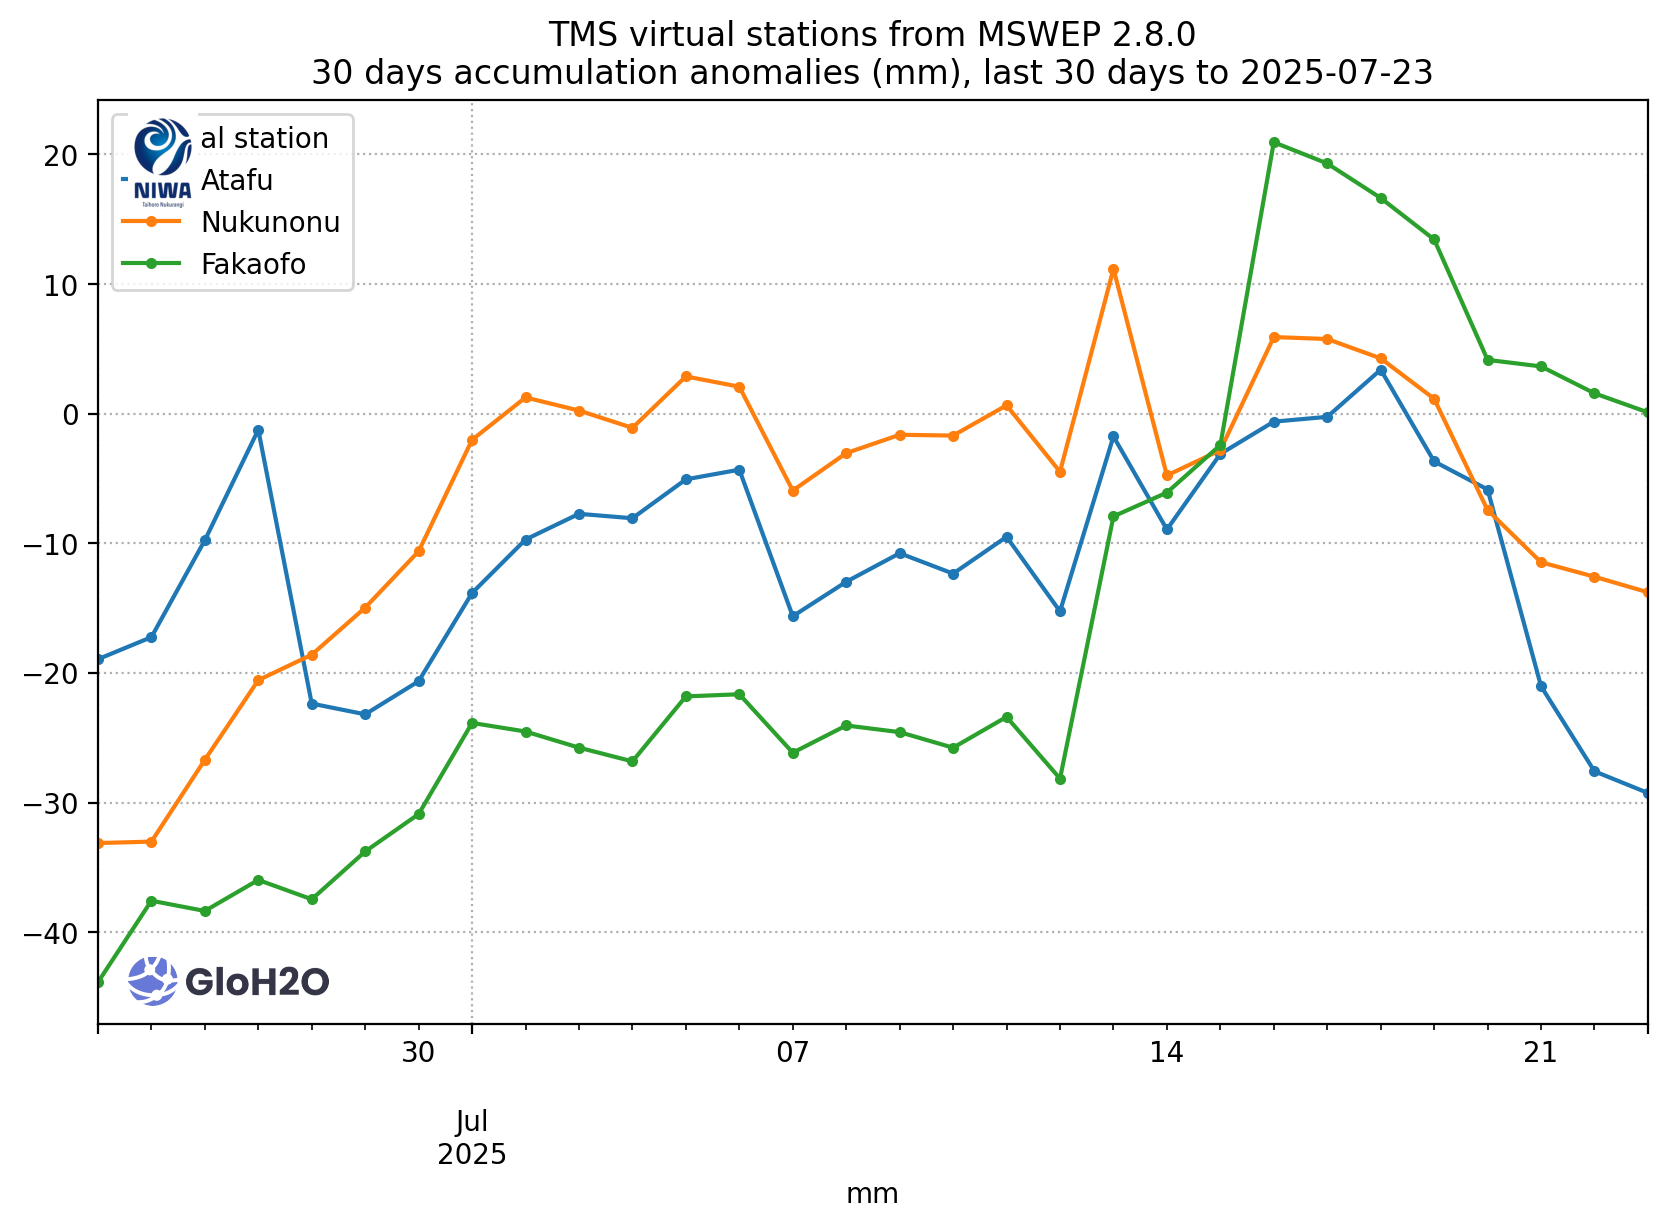 TMS virtual stations from MSWEP 2.8.0
30 days accumulation anomalies (mm), last 30 days to 2025-07-23
al station
Atafu
Nukunonu
Fakaofo
NIWA
Taihoro Nukurangi
20
10
0
−10
−20
−30
−40
GloH2O
30
07
14
21
Jul
2025
mm